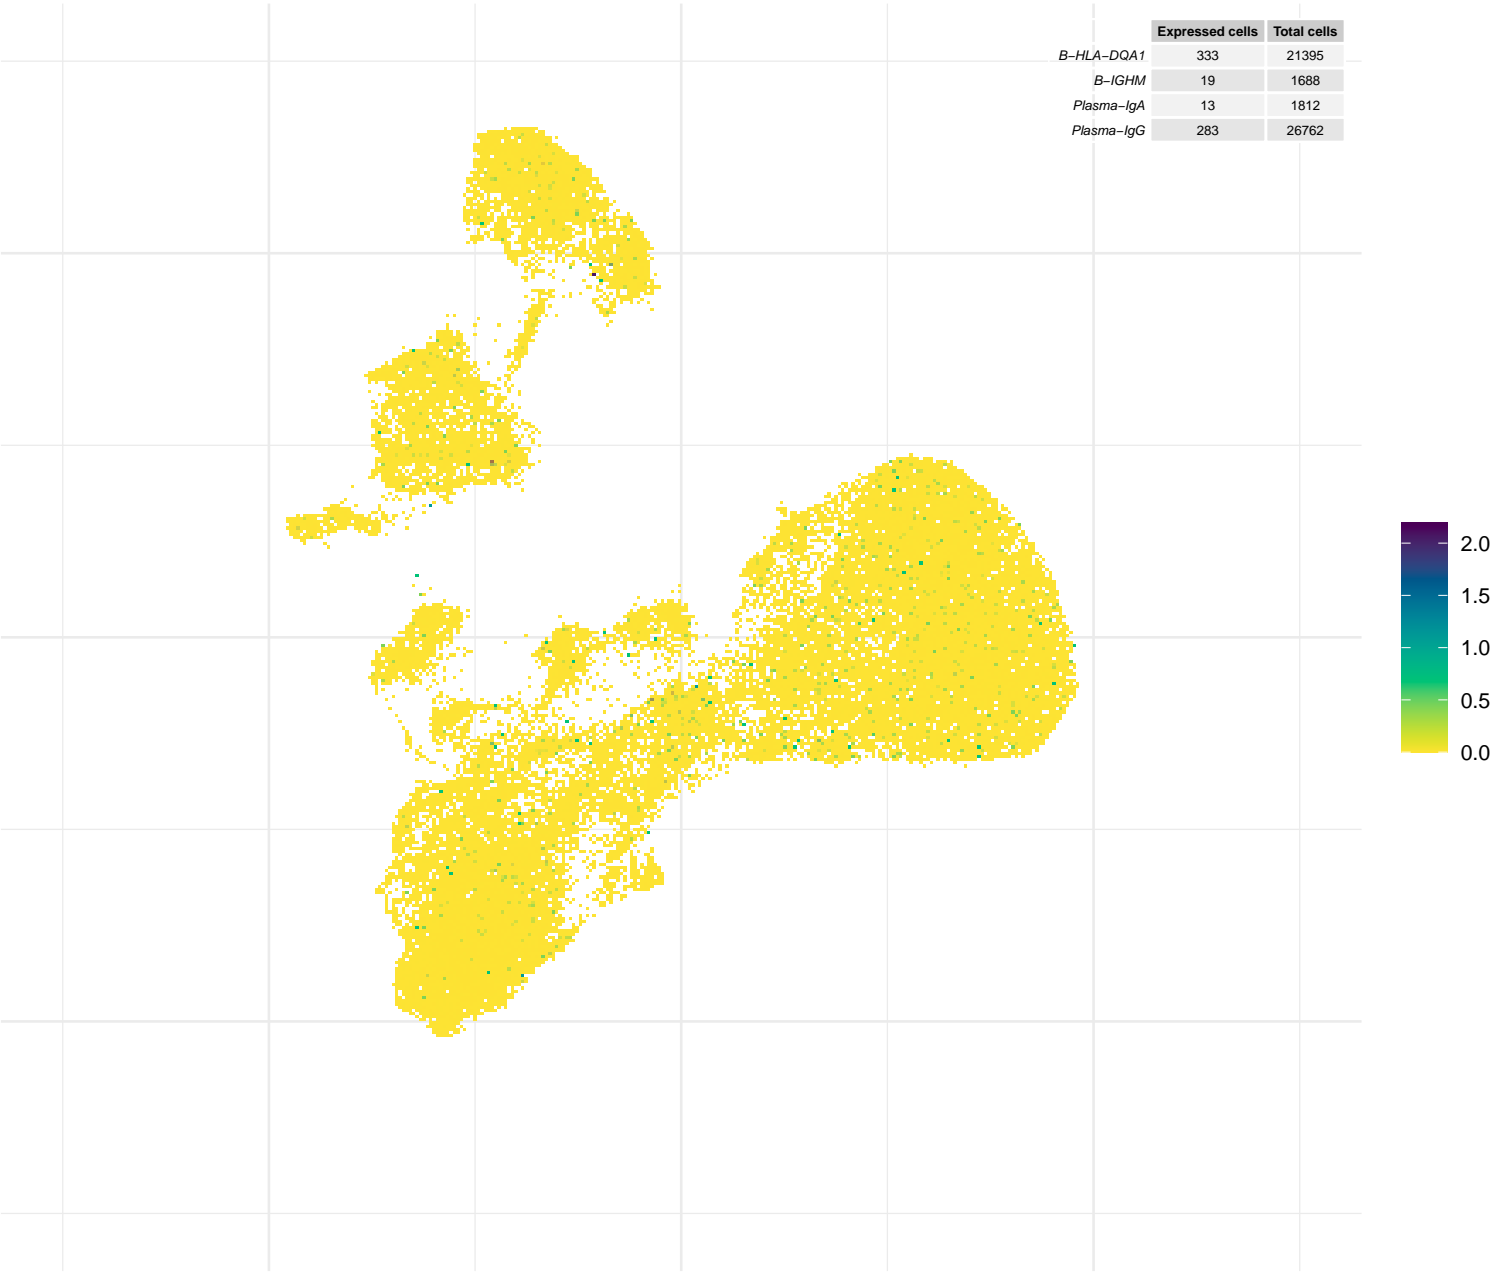 Expressed cells Total cells
B−HLA−DQA1 333 21395
B−IGHM 19 1688
Plasma−IgA 13 1812
Plasma−IgG 283 26762
2.0
1.5
1.0
0.5
0.0